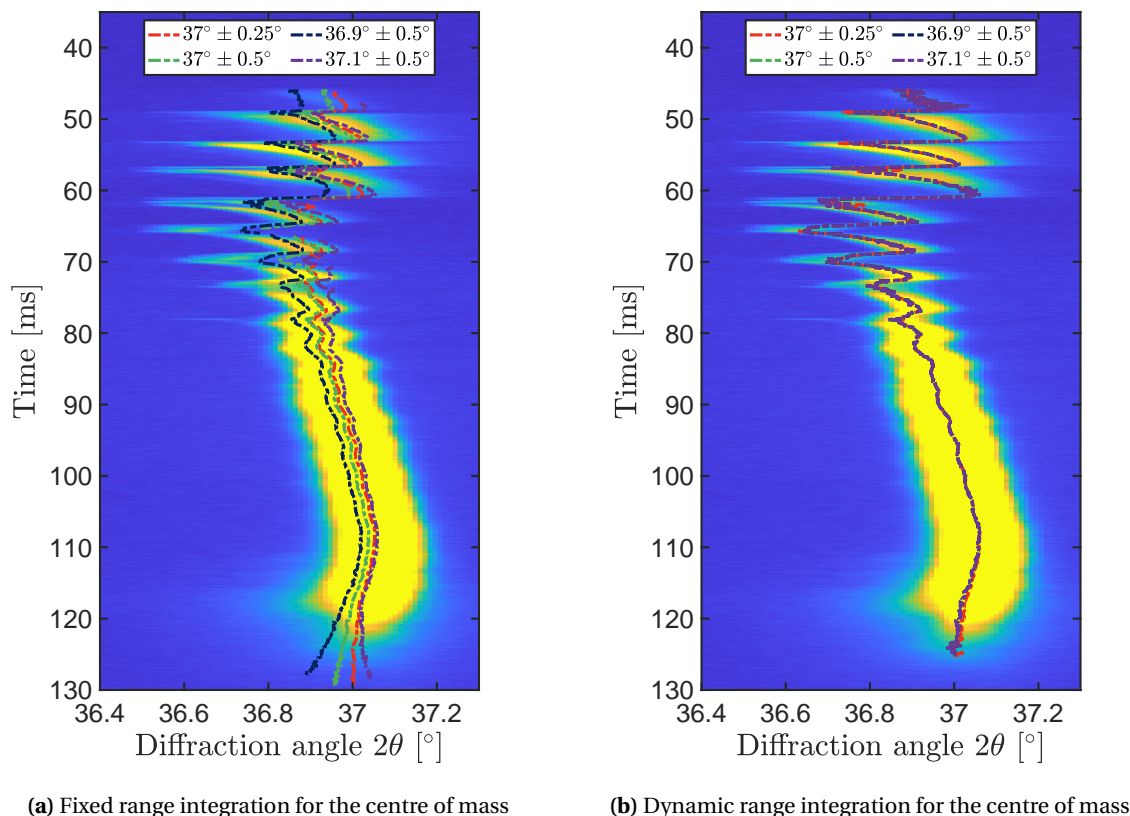 37° ± 0.25° 36.9° ± 0.5°
37° ± 0.5° 37.1° ± 0.5°
40
50
60
70
80
90
100
110
120
130
Time [ms]
36.4 36.6 36.8 37 37.2
Diffraction angle 2θ [°]
(a) Fixed range integration for the centre of mass
37° ± 0.25° 36.9° ± 0.5°
37° ± 0.5° 37.1° ± 0.5°
40
50
60
70
80
90
100
110
120
130
Time [ms]
36.4 36.6 36.8 37 37.2
Diffraction angle 2θ [°]
(b) Dynamic range integration for the centre of mass